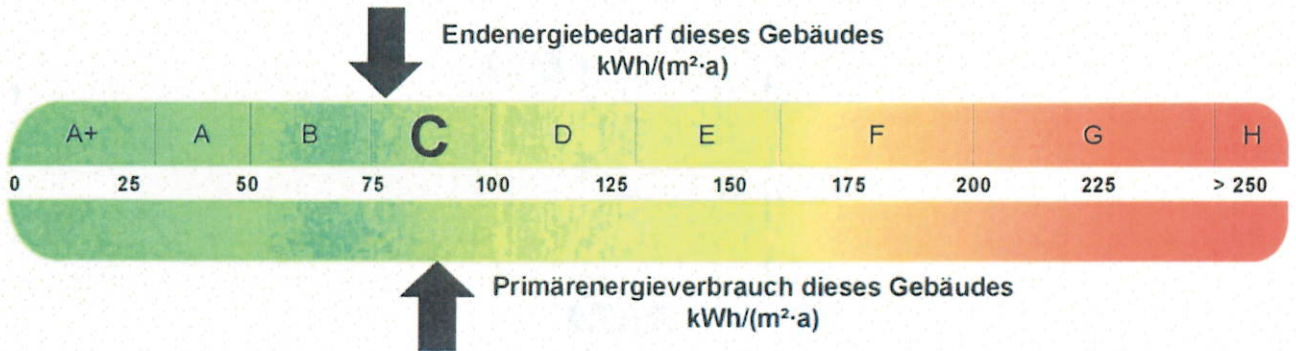 Endenergiebedarf dieses Gebäudes
kWh/(m²·a)
A+ A B C D E F G H
0 25 50 75 100 125 150 175 200 225 > 250
Primärenergieverbrauch dieses Gebäudes
kWh/(m²·a)